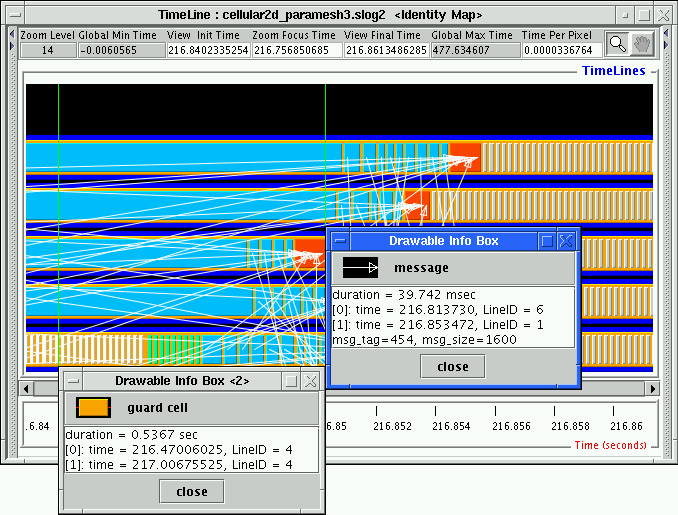 TimeLine : cellular2d_paramesh3.slog2 <Identity Map>
Zoom Level Global Min Time View Init Time Zoom Focus Time View Final Time Global Max Time Time Per Pixel
14 -0.0060565 216.8402335254 216.756850685 216.8613486285 477.634607 0.0000336764
TimeLines
Drawable Info Box
message
duration = 39.742 msec
[0]: time = 216.813730, LineID = 6
[1]: time = 216.853472, LineID = 1
msg_tag=454, msg_size=1600
close
Drawable Info Box <2>
guard cell
duration = 0.5367 sec
[0]: time = 216.47006025, LineID = 4
[1]: time = 217.00675525, LineID = 4
close
6.84 6.85 216.852 216.854 216.856 216.858 216.86
Time (seconds)